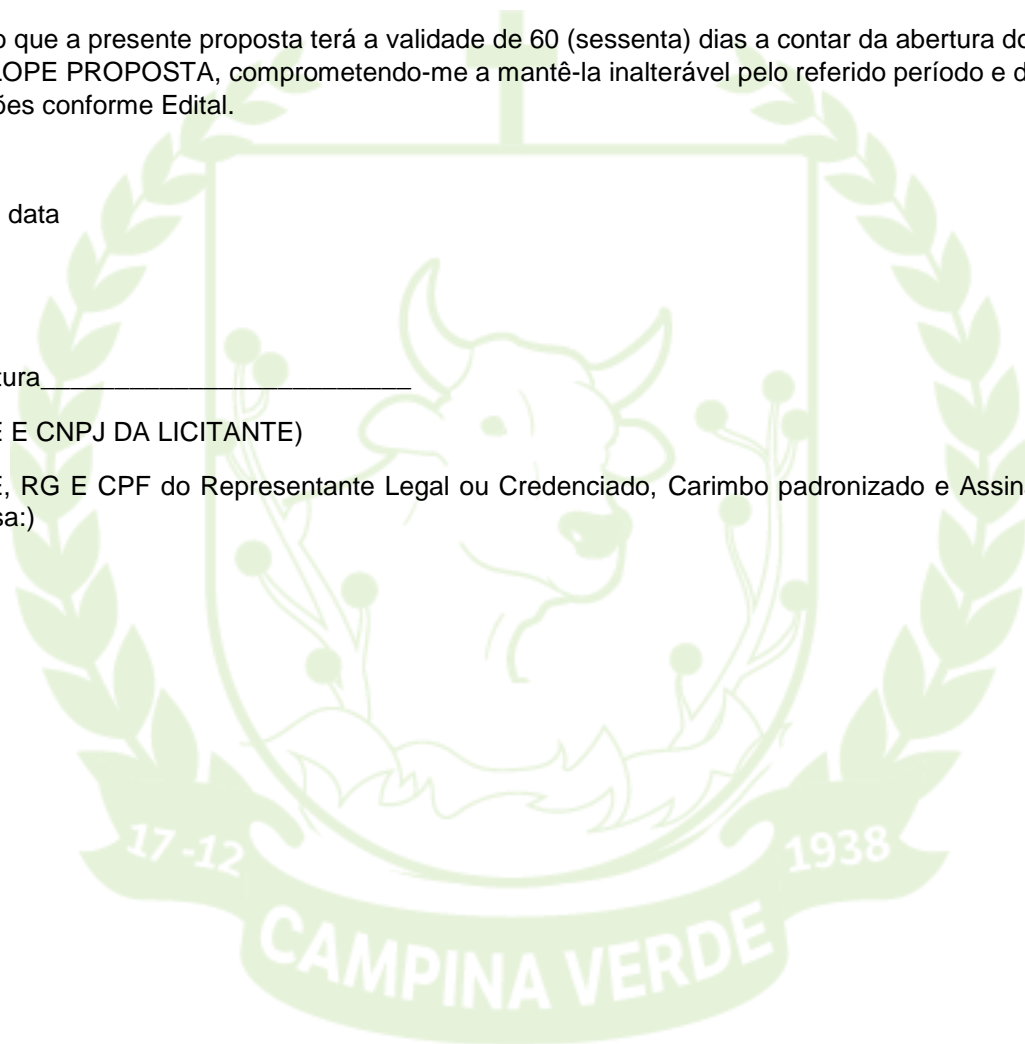 o que a presente proposta terá a validade de 60 (sessenta) dias a contar da abertura do
LOPE PROPOSTA, comprometendo-me a mantê-la inalterável pelo referido período e d
ões conforme Edital.
data
tura_________________________
E E CNPJ DA LICITANTE)
E, RG E CPF do Representante Legal ou Credenciado, Carimbo padronizado e Assin
sa:)
17-12
1938
CAMPINA VERDE